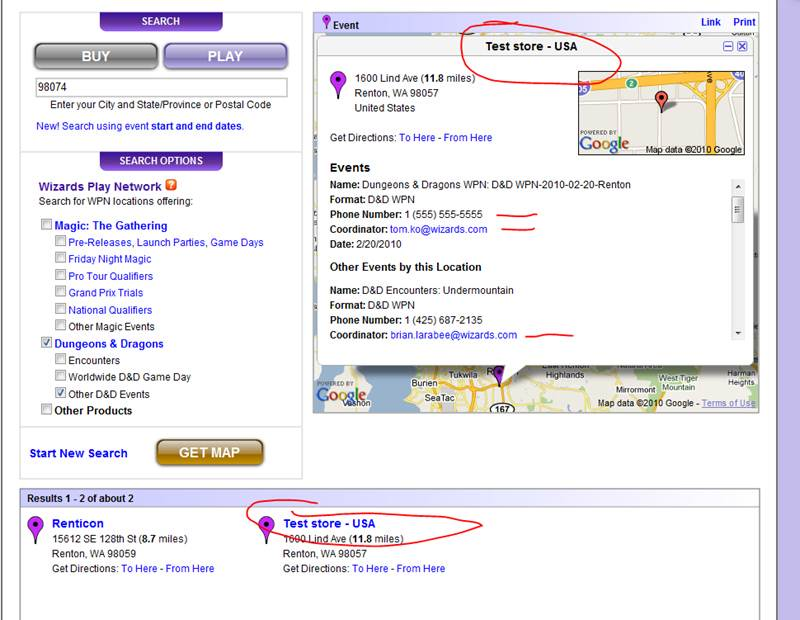 SEARCH
BUY
PLAY
98074
Enter your City and State/Province or Postal Code
New! Search using event start and end dates.
SEARCH OPTIONS
Wizards Play Network ?
Search for WPN locations offering:
Magic: The Gathering
Pre-Releases, Launch Parties, Game Days
Friday Night Magic
Pro Tour Qualifiers
Grand Prix Trials
National Qualifiers
Other Magic Events
Dungeons & Dragons
Encounters
Worldwide D&D Game Day
Other D&D Events
Other Products
Start New Search
GET MAP
Event
Link Print
Test store - USA
1600 Lind Ave (11.8 miles)
Renton, WA 98057
United States
Get Directions: To Here - From Here
2
POWERED BY
Google
Map data ©2010 Google
Events
Name: Dungeons & Dragons WPN: D&D WPN-2010-02-20-Renton
Format: D&D WPN
Phone Number: 1 (555) 555-5555
Coordinator: tom.ko@wizards.com
Date: 2/20/2010
Other Events by this Location
Name: D&D Encounters: Undermountain
Format: D&D WPN
Phone Number: 1 (425) 687-2135
Coordinator: brian.larabee@wizards.com
Tukwila
Burien
SeaTac
Highlands
West Tiger
Mountain
Mirrormont
Harman
Heights
167
POWERED BY
Google
Vashon
Map data ©2010 Google - Terms of Use
Results 1 - 2 of about 2
Renticon
15612 SE 128th St (8.7 miles)
Renton, WA 98059
Get Directions: To Here - From Here
Test store - USA
1600 Lind Ave (11.8 miles)
Renton, WA 98057
Get Directions: To Here - From Here